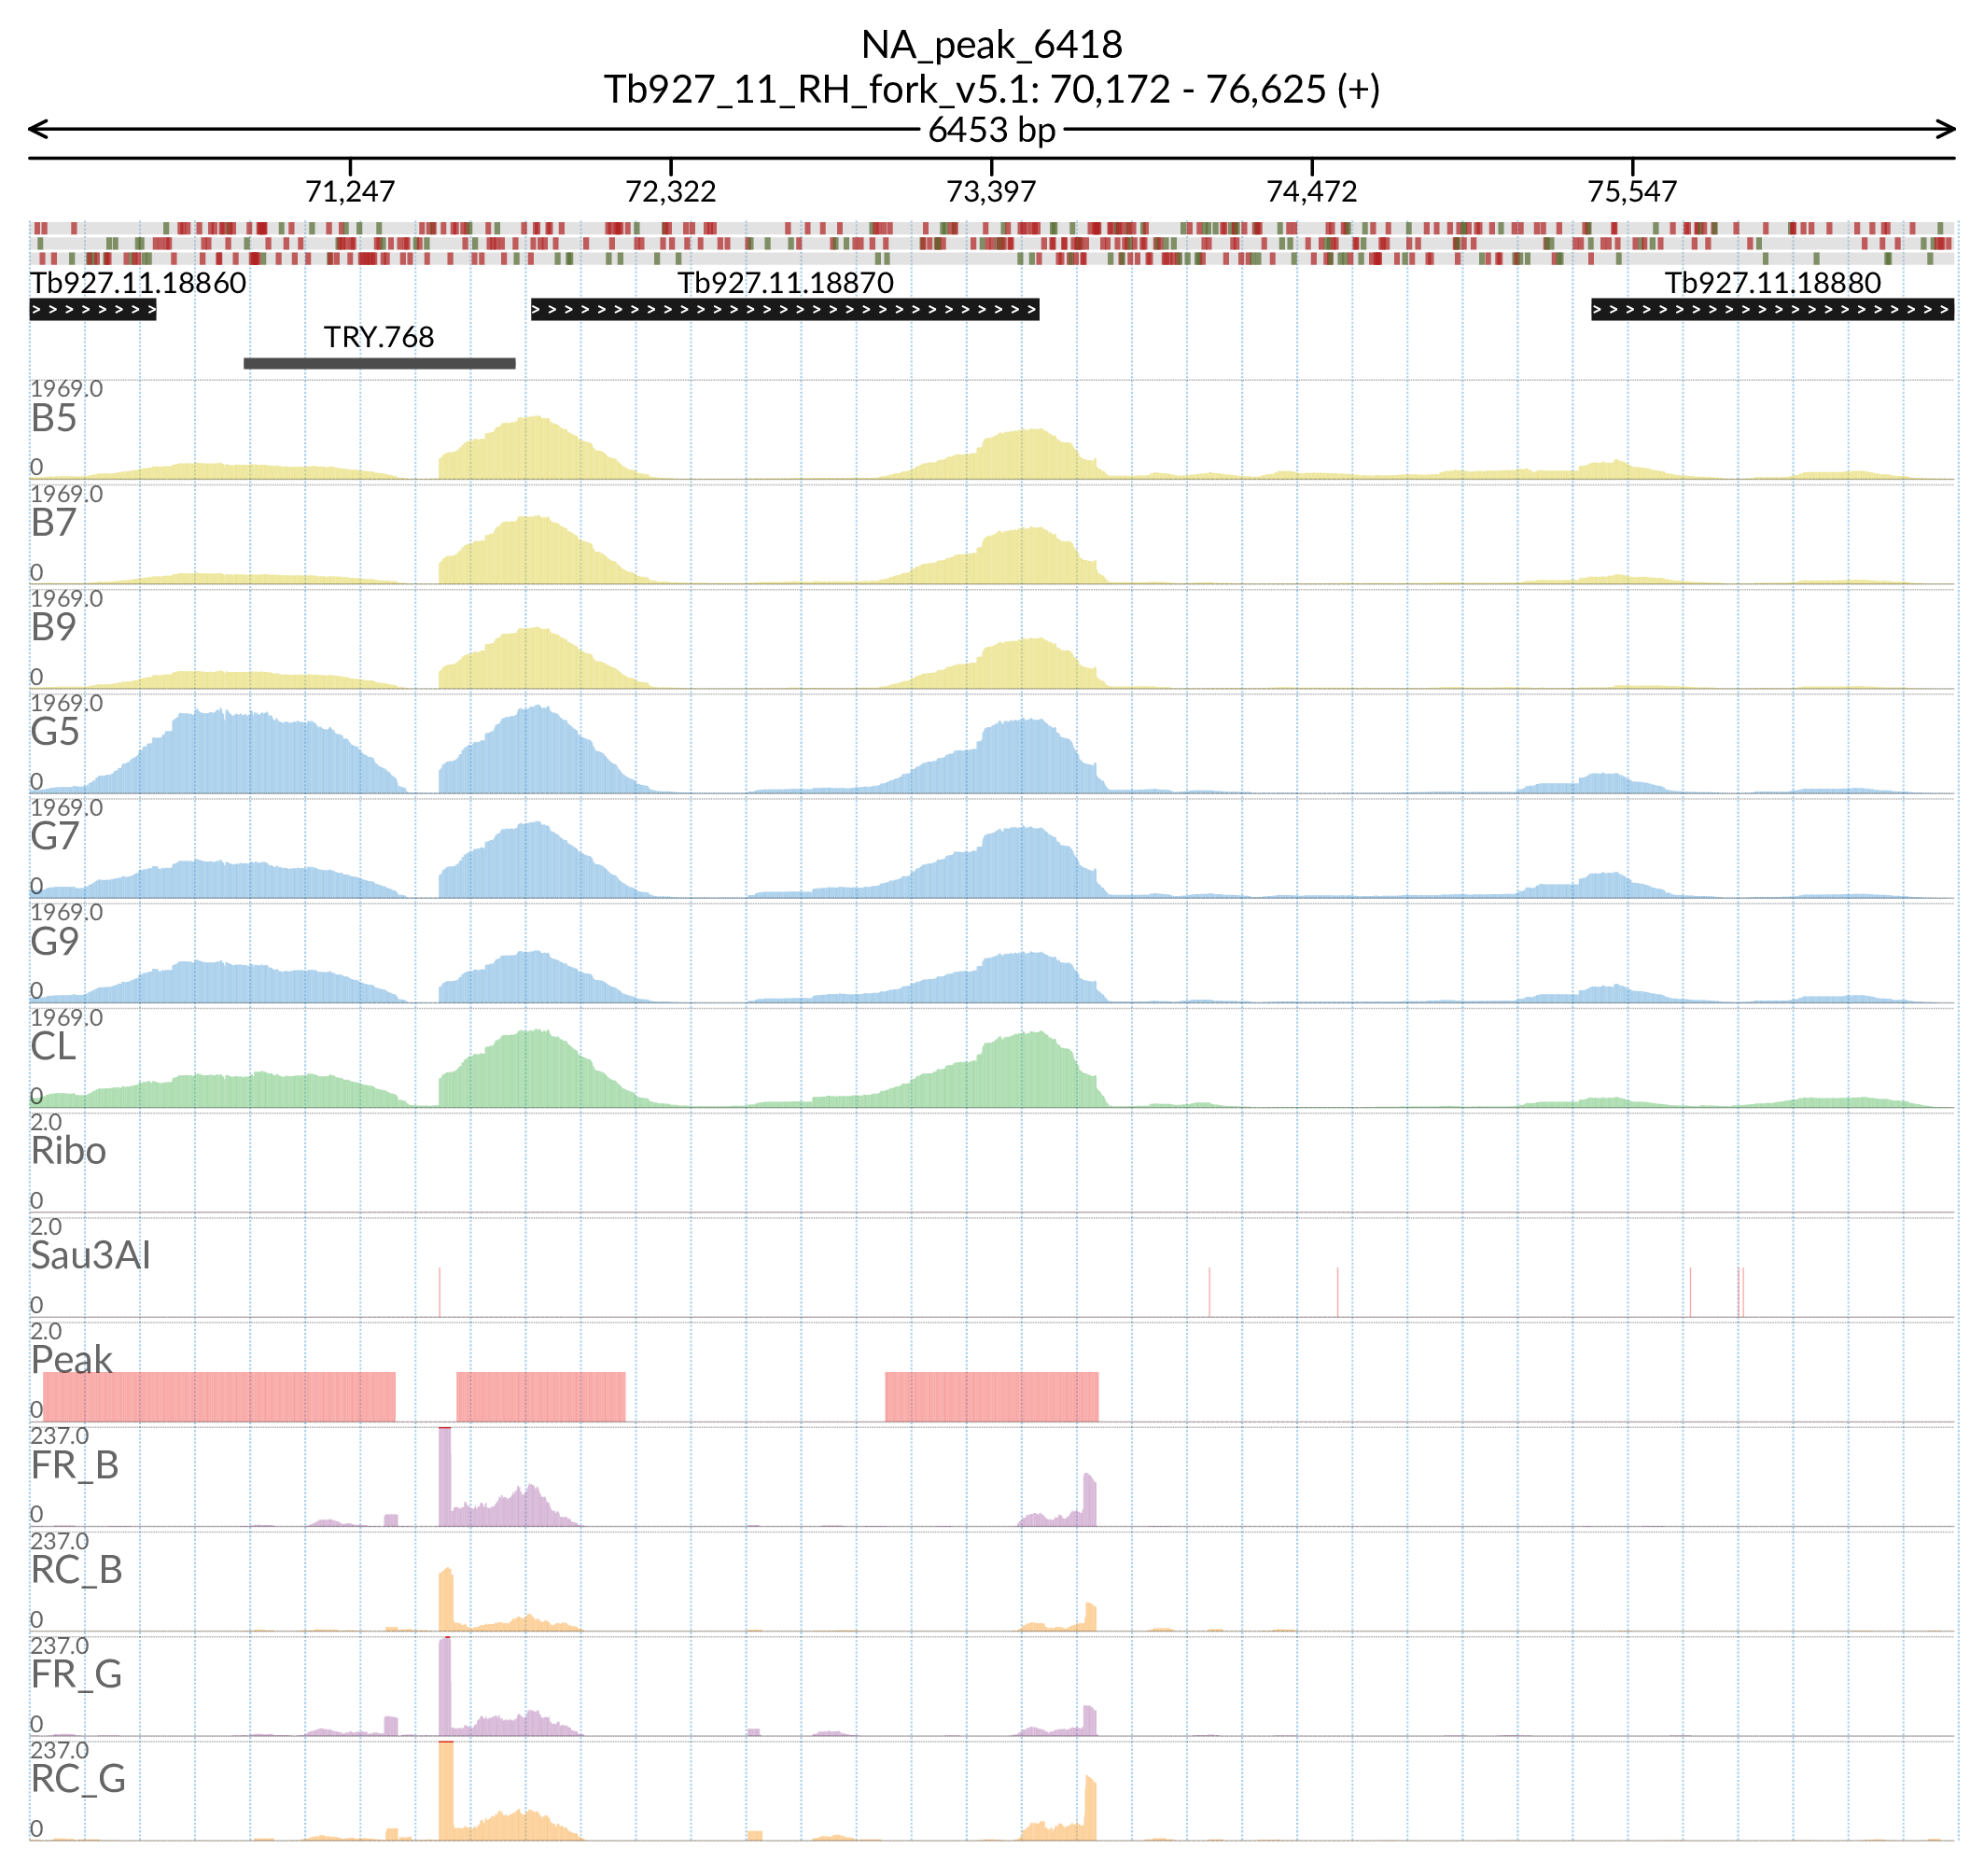 NA_peak_6418
Tb927_11_RH_fork_v5.1: 70,172 - 76,625 (+)
6453 bp
71,247 72,322 73,397 74,472 75,547
Tb927.11.18860 Tb927.11.18870 Tb927.11.18880
TRY.768
1969.0
B5
0
1969.0
B7
0
1969.0
B9
0
1969.0
G5
0
1969.0
G7
0
1969.0
G9
0
1969.0
CL
0
2.0
Ribo
0
2.0
Sau3AI
0
2.0
Peak
0
237.0
FR_B
0
237.0
RC_B
0
237.0
FR_G
0
237.0
RC_G
0